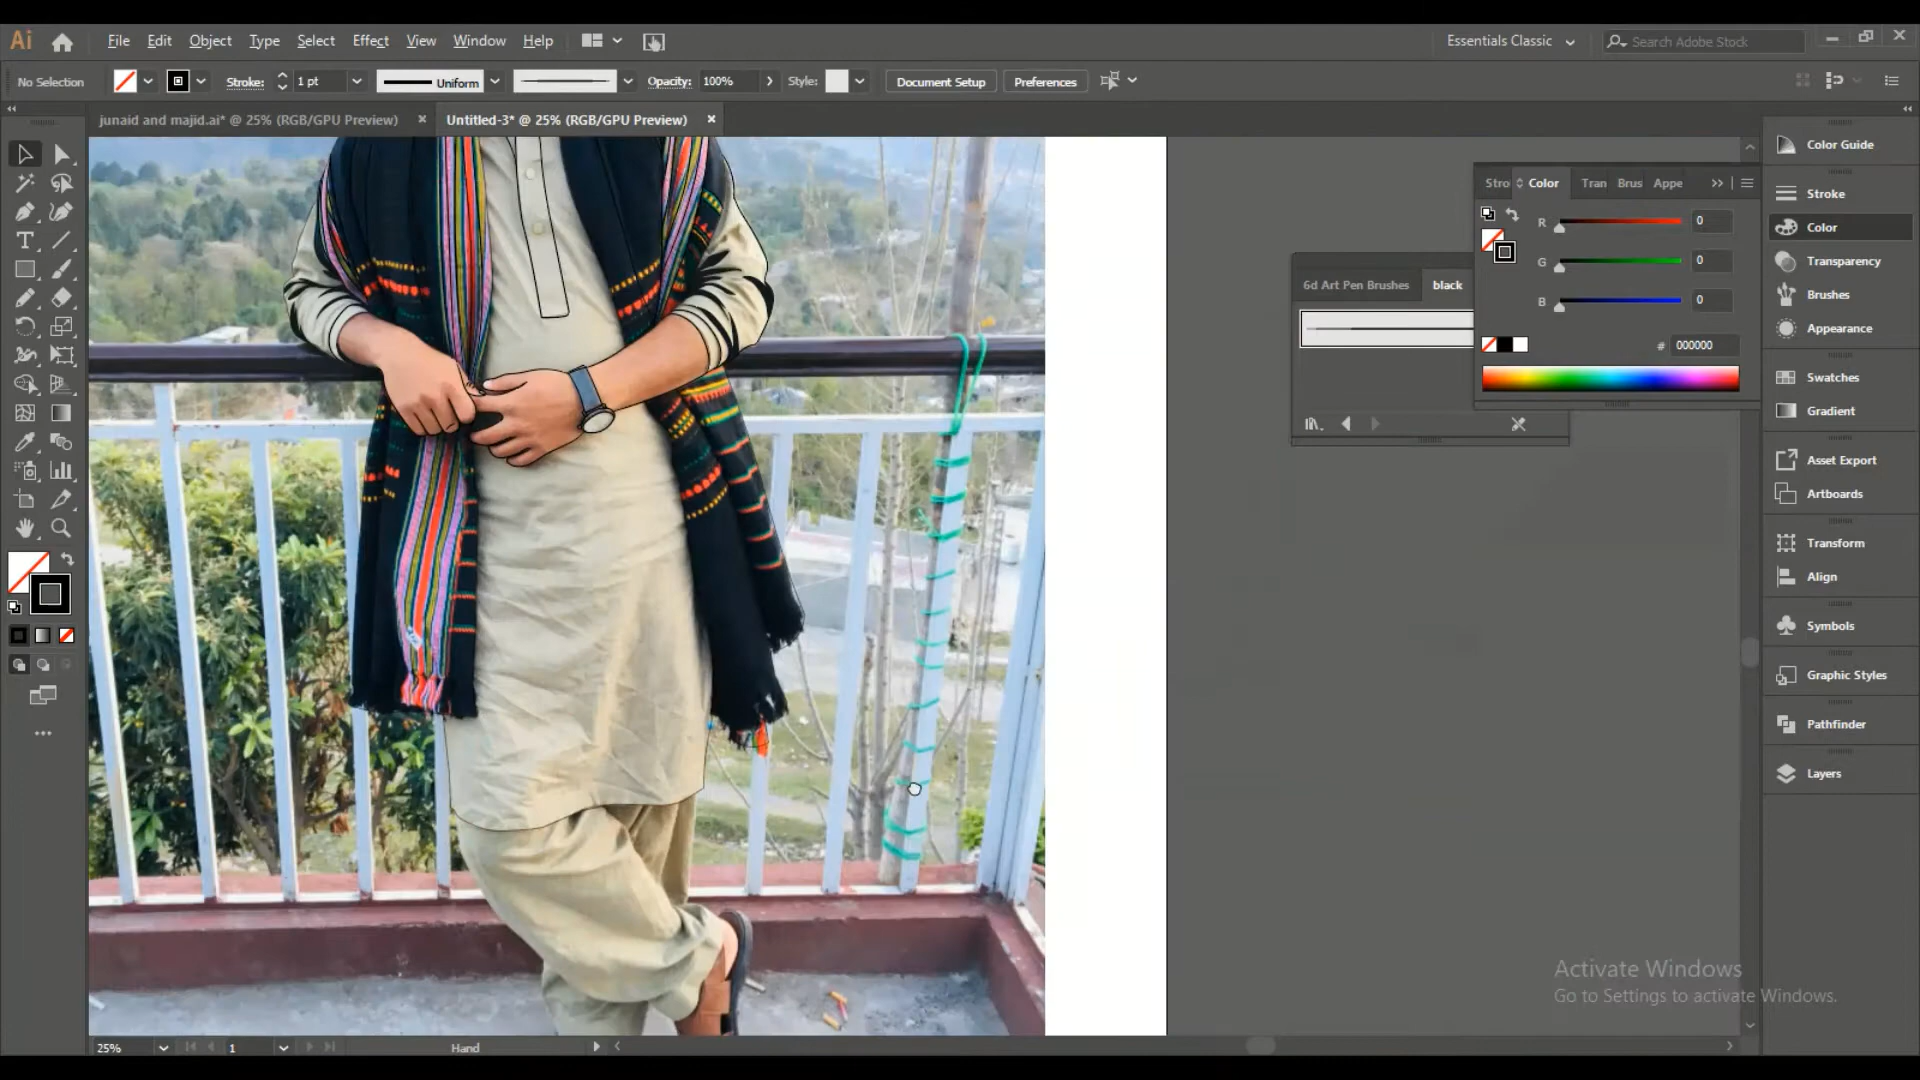 Ai
File Edit Object Type Select Effect View Window Help
Essentials Classic
Search Adobe Stock
No Selection
Stroke: 1 pt
Uniform
Opacity: 100%
Style:
Document Setup
Preferences
junaid and majid.ai* @ 25% (RGB/GPU Preview)
Untitled-3* @ 25% (RGB/GPU Preview)
Color Guide
Stro Color Tran Brus Appe
Stroke
R 0
Color
G 0
Transparency
6d Art Pen Brushes black
B 0
Brushes
Appearance
# 000000
Swatches
Gradient
Asset Export
Artboards
Transform
Align
Symbols
Graphic Styles
Pathfinder
Layers
Activate Windows
Go to Settings to activate Windows.
25%
1
Hand